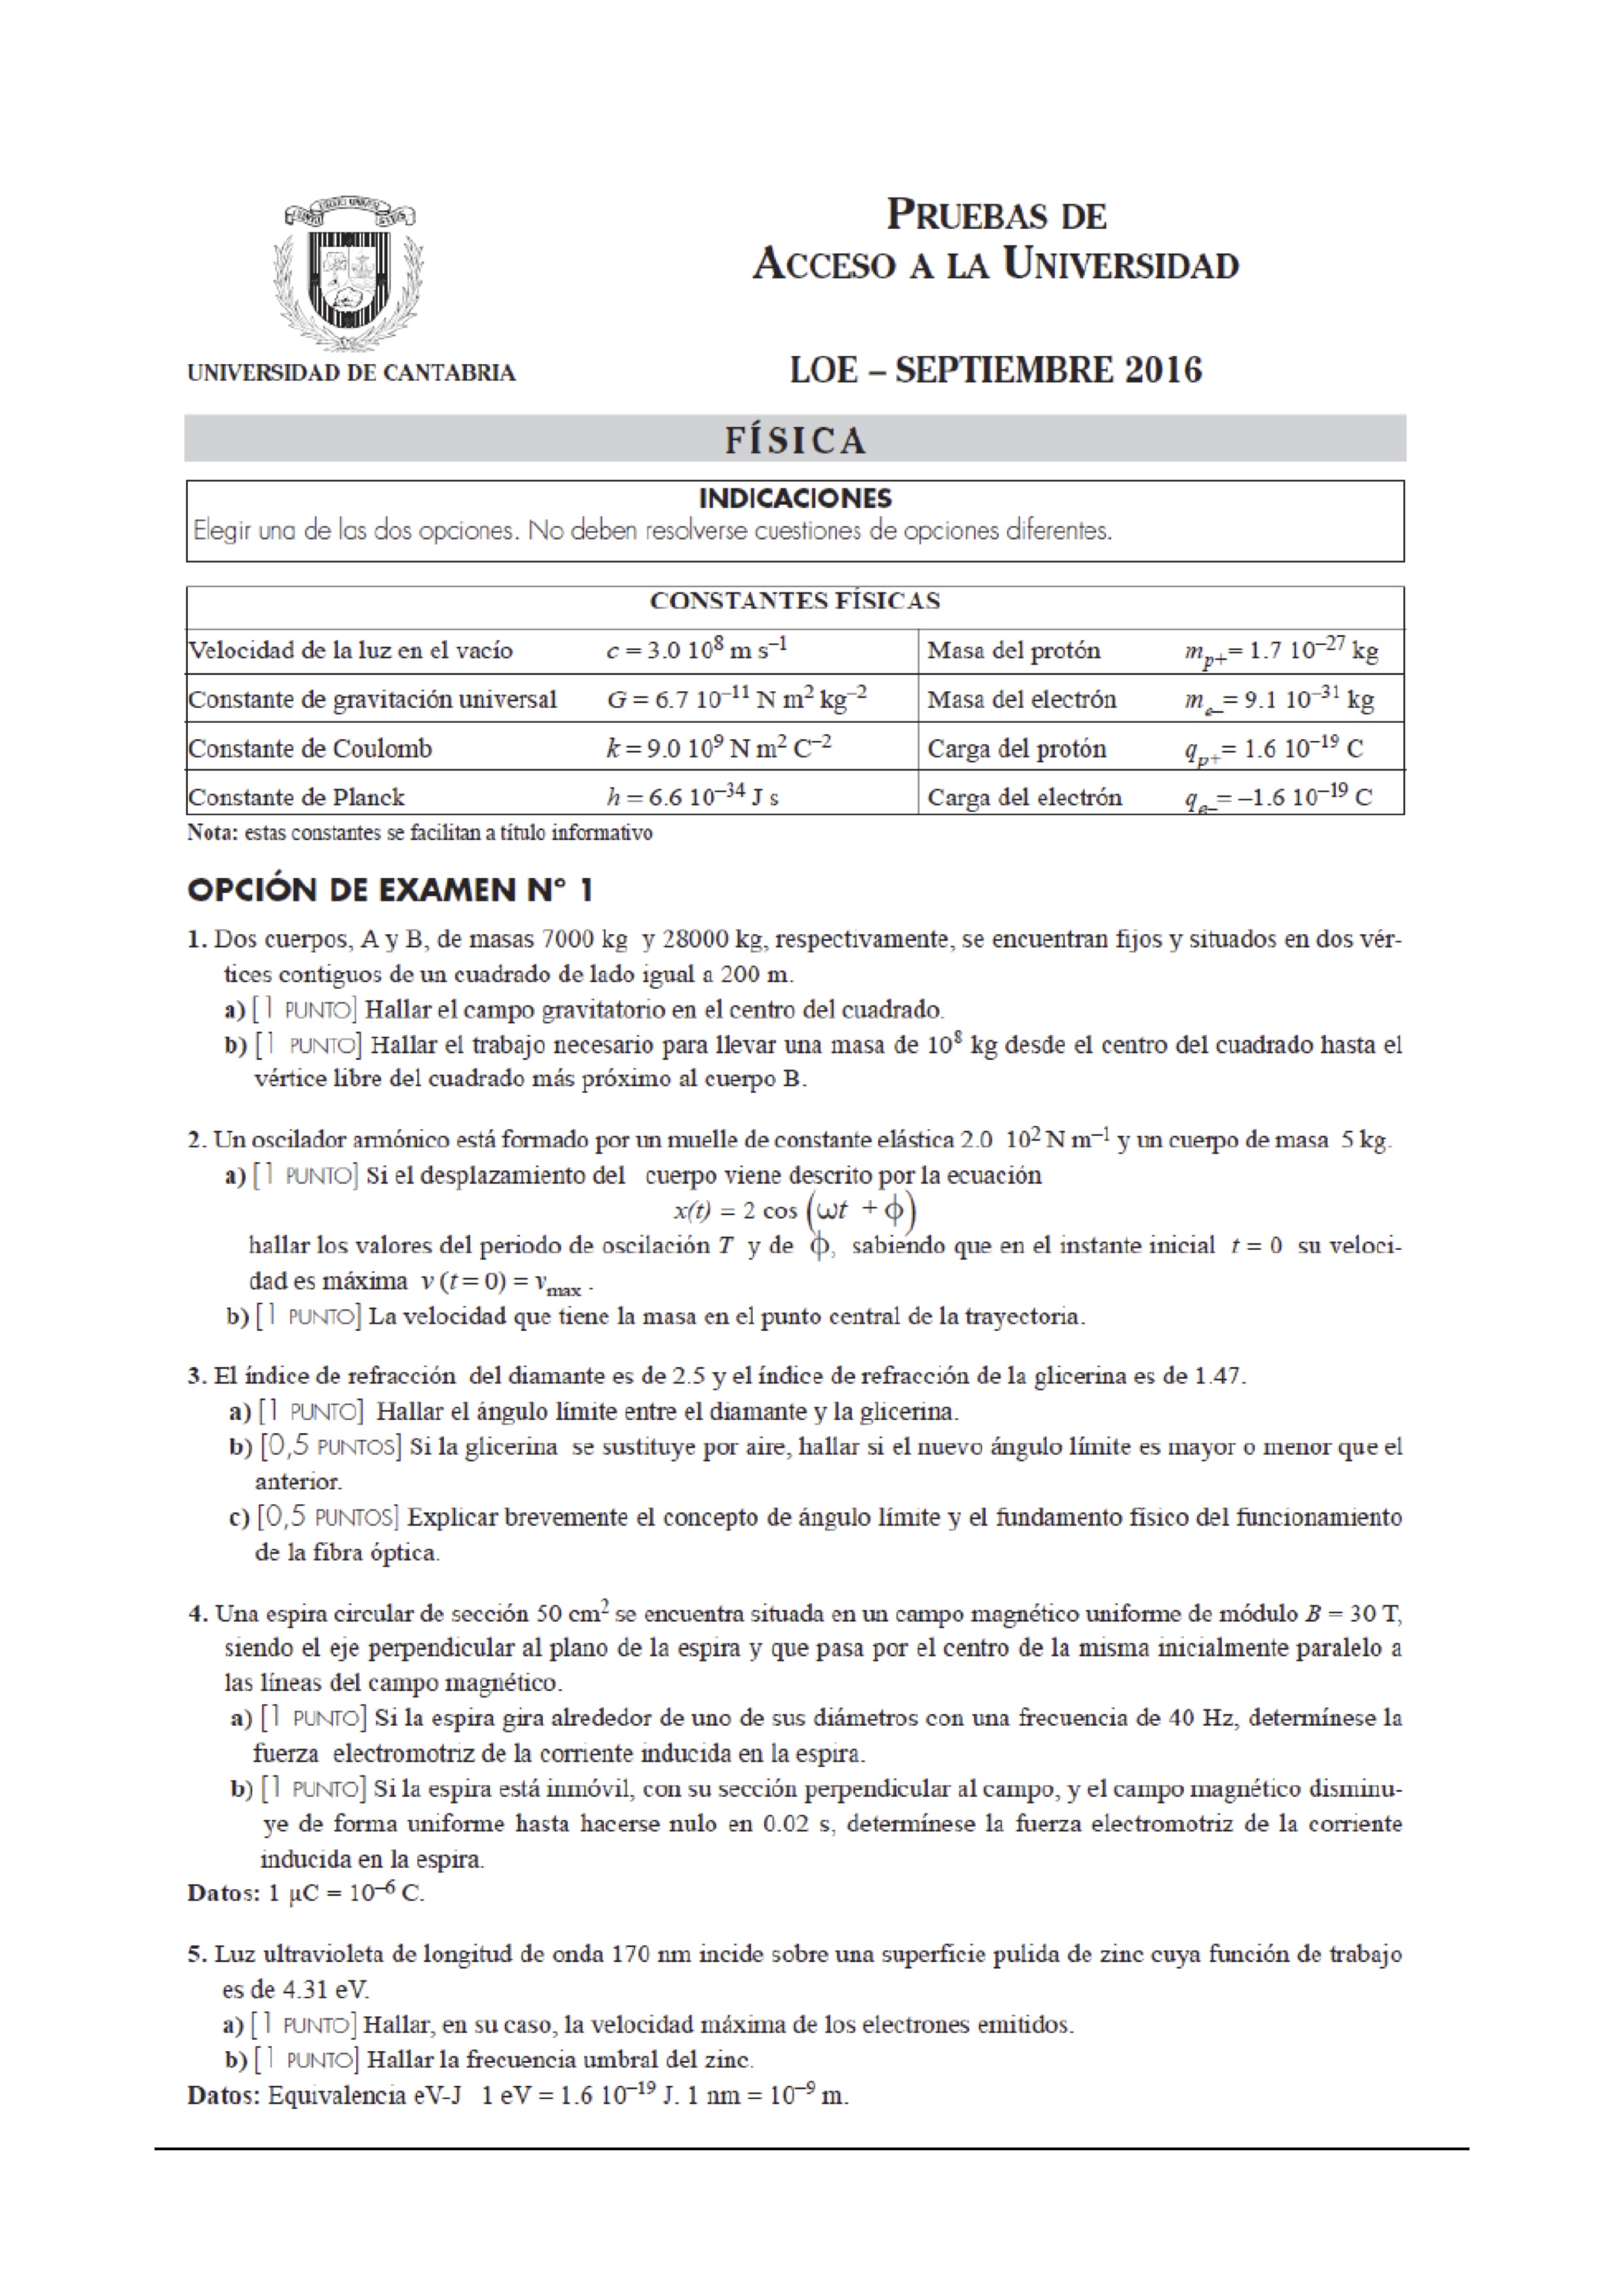 PRUEBAS DE
ACCESO A LA UNIVERSIDAD
UNIVERSIDAD DE CANTABRIA
LOE – SEPTIEMBRE 2016
FÍSICA
INDICACIONES
Elegir una de las dos opciones. No deben resolverse cuestiones de opciones diferentes.
CONSTANTES FÍSICAS
Velocidad de la luz en el vacío c = 3.0 10⁸ m s⁻¹ Masa del protón m_p+ = 1.7 10⁻²⁷ kg
Constante de gravitación universal G = 6.7 10⁻¹¹ N m² kg⁻² Masa del electrón m_e– = 9.1 10⁻³¹ kg
Constante de Coulomb k = 9.0 10⁹ N m² C⁻² Carga del protón q_p+ = 1.6 10⁻¹⁹ C
Constante de Planck h = 6.6 10⁻³⁴ J s Carga del electrón q_e– = –1.6 10⁻¹⁹ C
Nota: estas constantes se facilitan a título informativo
OPCIÓN DE EXAMEN Nº 1
1. Dos cuerpos, A y B, de masas 7000 kg y 28000 kg, respectivamente, se encuentran fijos y situados en dos vér-
tices contiguos de un cuadrado de lado igual a 200 m.
a) [1 PUNTO] Hallar el campo gravitatorio en el centro del cuadrado.
b) [1 PUNTO] Hallar el trabajo necesario para llevar una masa de 10⁸ kg desde el centro del cuadrado hasta el
vértice libre del cuadrado más próximo al cuerpo B.
2. Un oscilador armónico está formado por un muelle de constante elástica 2.0 10² N m⁻¹ y un cuerpo de masa 5 kg.
a) [1 PUNTO] Si el desplazamiento del cuerpo viene descrito por la ecuación
x(t) = 2 cos (ωt + ϕ)
hallar los valores del periodo de oscilación T y de ϕ, sabiendo que en el instante inicial t = 0 su veloci-
dad es máxima v (t = 0) = v_max .
b) [1 PUNTO] La velocidad que tiene la masa en el punto central de la trayectoria.
3. El índice de refracción del diamante es de 2.5 y el índice de refracción de la glicerina es de 1.47.
a) [1 PUNTO] Hallar el ángulo límite entre el diamante y la glicerina.
b) [0,5 PUNTOS] Si la glicerina se sustituye por aire, hallar si el nuevo ángulo límite es mayor o menor que el
anterior.
c) [0,5 PUNTOS] Explicar brevemente el concepto de ángulo límite y el fundamento físico del funcionamiento
de la fibra óptica.
4. Una espira circular de sección 50 cm² se encuentra situada en un campo magnético uniforme de módulo B = 30 T,
siendo el eje perpendicular al plano de la espira y que pasa por el centro de la misma inicialmente paralelo a
las líneas del campo magnético.
a) [1 PUNTO] Si la espira gira alrededor de uno de sus diámetros con una frecuencia de 40 Hz, determínese la
fuerza electromotriz de la corriente inducida en la espira.
b) [1 PUNTO] Si la espira está inmóvil, con su sección perpendicular al campo, y el campo magnético disminu-
ye de forma uniforme hasta hacerse nulo en 0.02 s, determínese la fuerza electromotriz de la corriente
inducida en la espira.
Datos: 1 μC = 10⁻⁶ C.
5. Luz ultravioleta de longitud de onda 170 nm incide sobre una superficie pulida de zinc cuya función de trabajo
es de 4.31 eV.
a) [1 PUNTO] Hallar, en su caso, la velocidad máxima de los electrones emitidos.
b) [1 PUNTO] Hallar la frecuencia umbral del zinc.
Datos: Equivalencia eV-J 1 eV = 1.6 10⁻¹⁹ J. 1 nm = 10⁻⁹ m.